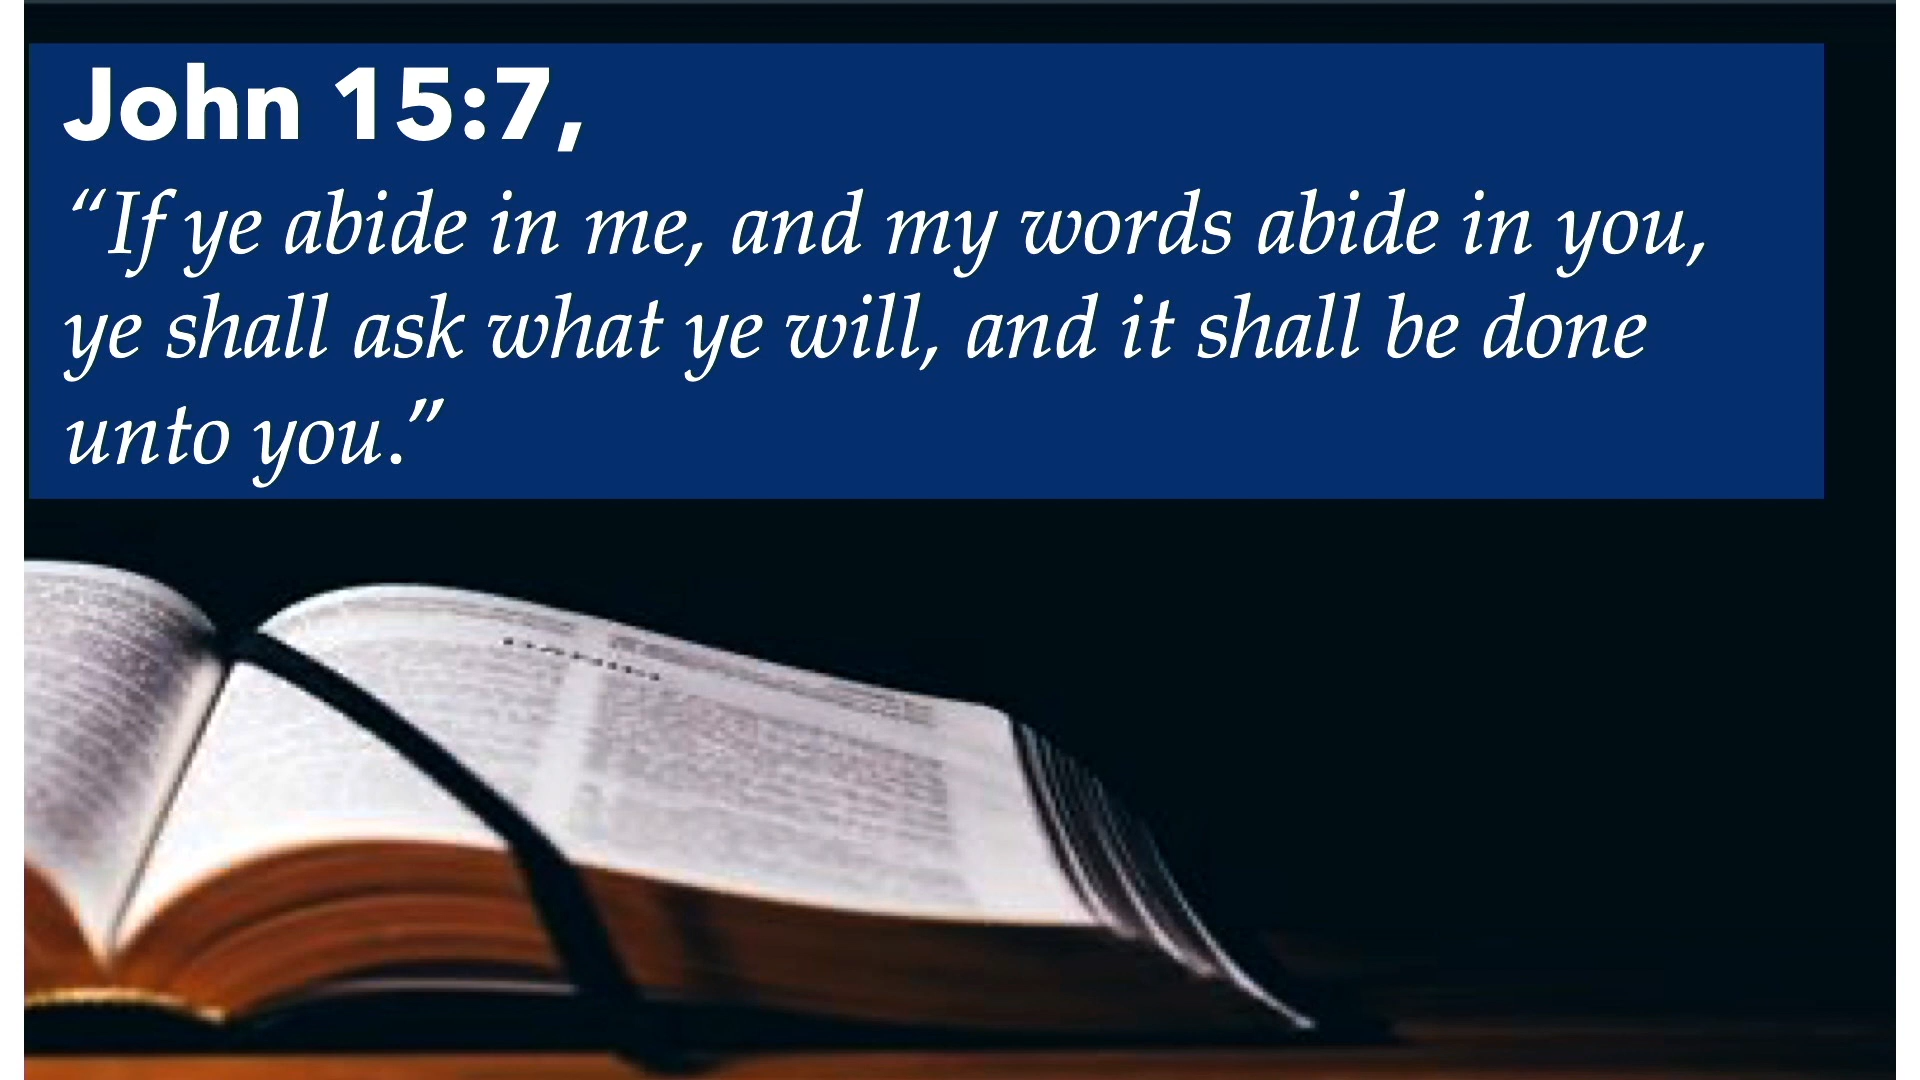 John 15:7,
“If ye abide in me, and my words abide in you,
ye shall ask what ye will, and it shall be done
unto you.”